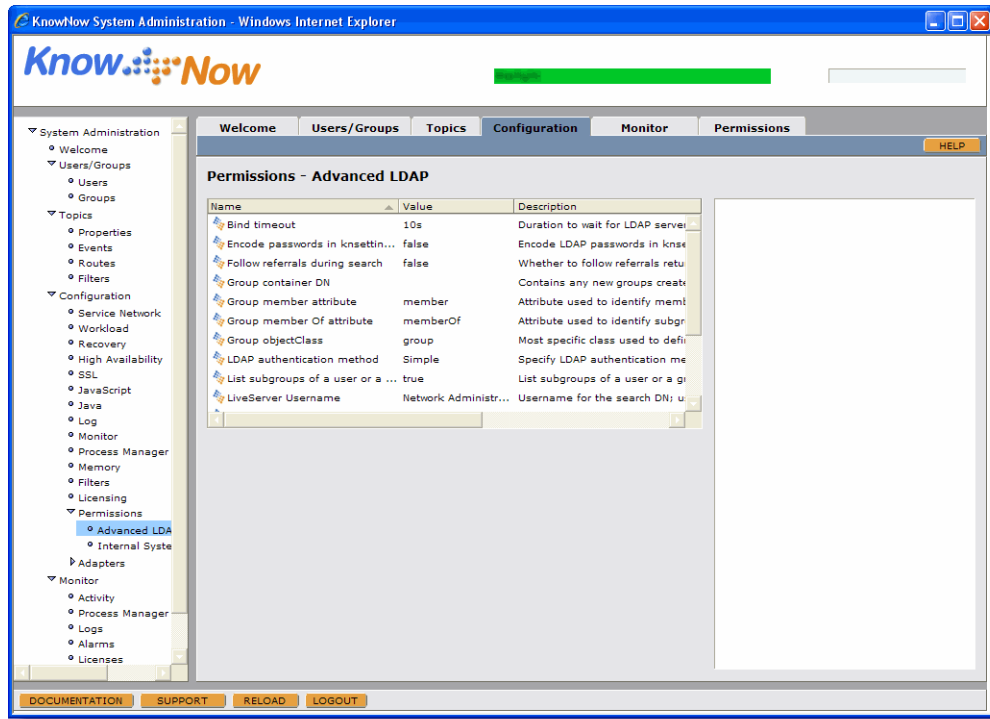 KnowNow System Administration - Windows Internet Explorer
Know Now
System Administration
Welcome
Users/Groups
Users
Groups
Topics
Properties
Events
Routes
Filters
Configuration
Service Network
Workload
Recovery
High Availability
SSL
JavaScript
Java
Log
Monitor
Process Manager
Memory
Filters
Licensing
Permissions
Advanced LDA
Internal Syste
Adapters
Monitor
Activity
Process Manager
Logs
Alarms
Licenses
Welcome Users/Groups Topics Configuration Monitor Permissions
HELP
Permissions - Advanced LDAP
Name Value Description
Bind timeout 10s Duration to wait for LDAP server
Encode passwords in knsettin... false Encode LDAP passwords in knse
Follow referrals during search false Whether to follow referrals retu
Group container DN Contains any new groups create
Group member attribute member Attribute used to identify memb
Group member Of attribute memberOf Attribute used to identify subgr
Group objectClass group Most specific class used to defi
LDAP authentication method Simple Specify LDAP authentication me
List subgroups of a user or a ... true List subgroups of a user or a gr
LiveServer Username Network Administr... Username for the search DN; u
DOCUMENTATION SUPPORT RELOAD LOGOUT